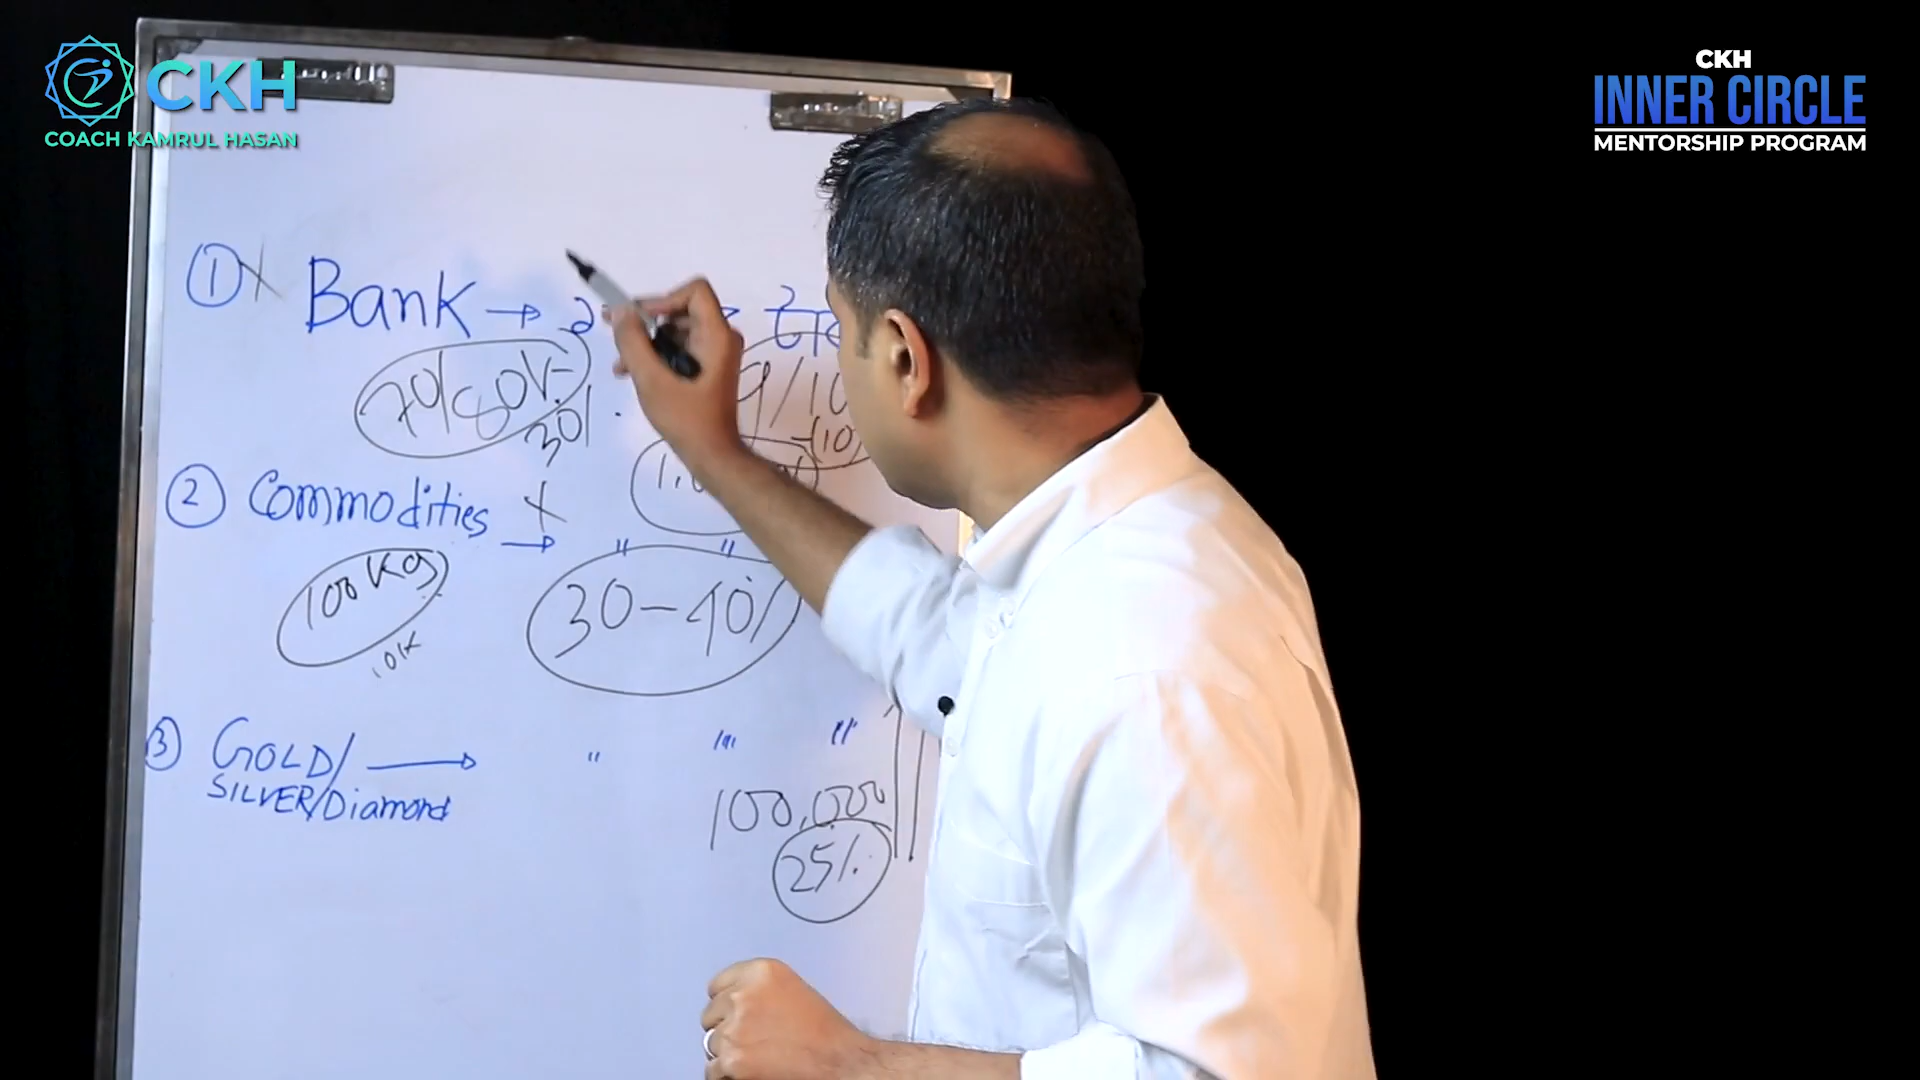 CKH
COACH KAMRUL HASAN
CKH
INNER CIRCLE
MENTORSHIP PROGRAM
① X Bank →
70/80K
30%
② Commodities X
→ " "
100 Kg
10K
30-40%
③ GOLD/ → " " "
SILVER/Diamond
100,000
25%